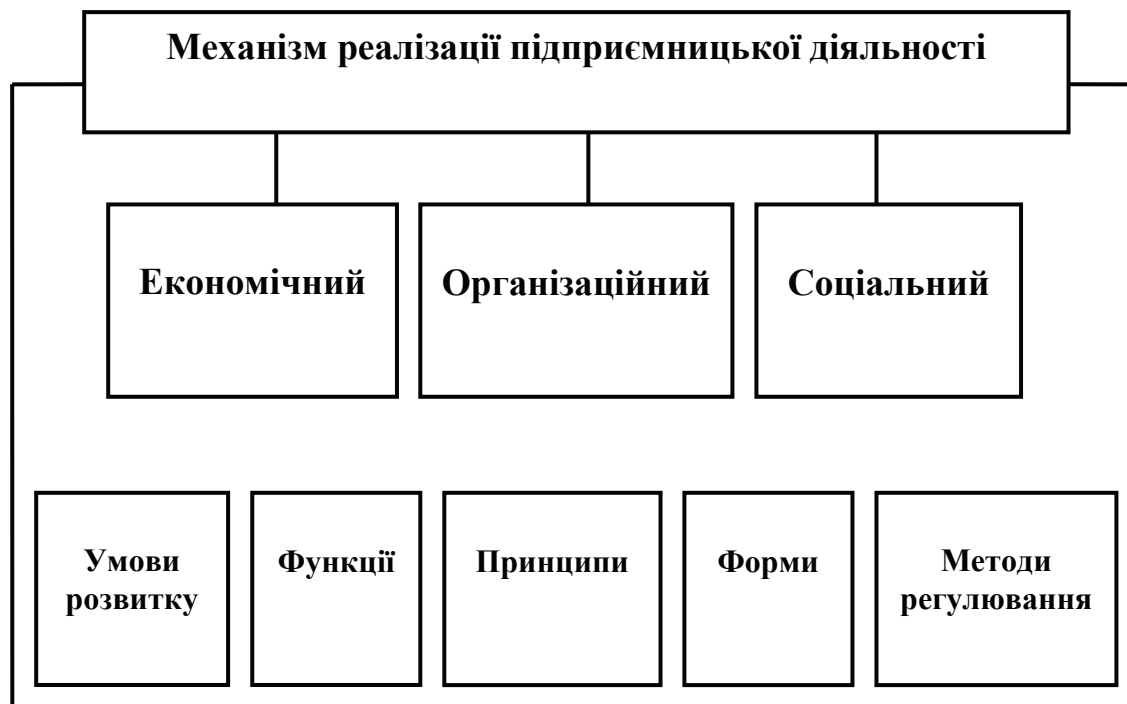 Механізм реалізації підприємницької діяльності
Економічний
Організаційний
Соціальний
Умови
розвитку
Функції
Принципи
Форми
Методи
регулювання